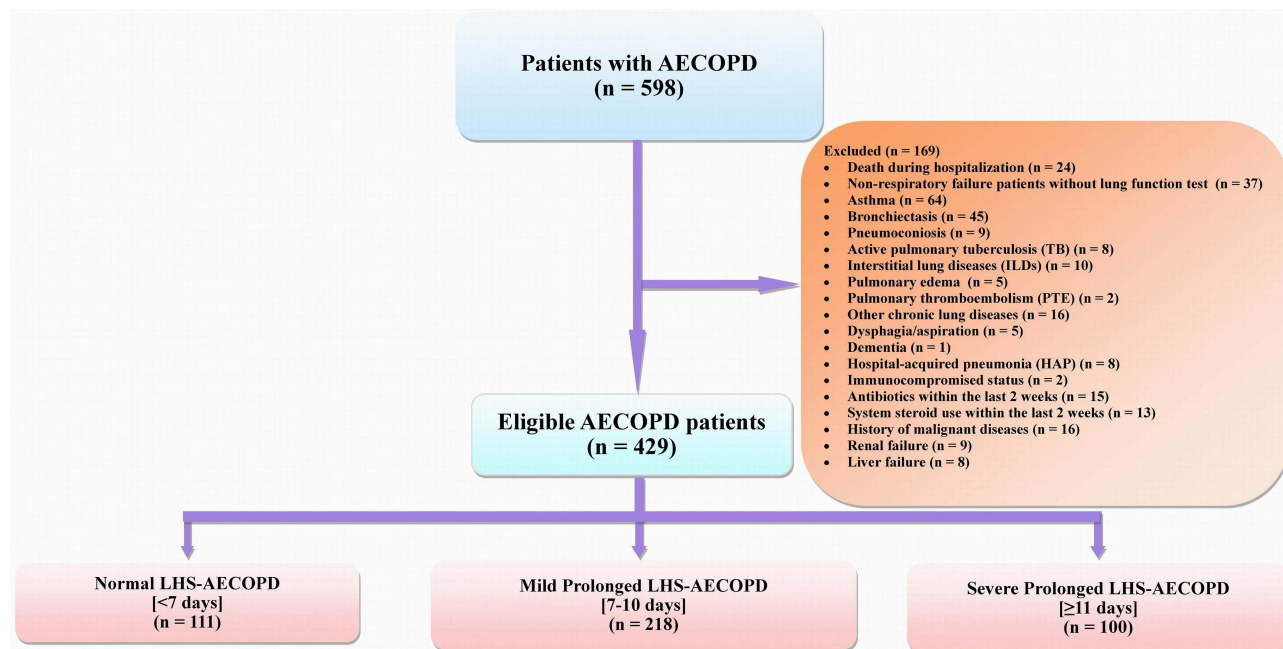 Patients with AECOPD
(n = 598)
Excluded (n = 169)
• Death during hospitalization (n = 24)
• Non-respiratory failure patients without lung function test (n = 37)
• Asthma (n = 64)
• Bronchiectasis (n = 45)
• Pneumoconiosis (n = 9)
• Active pulmonary tuberculosis (TB) (n = 8)
• Interstitial lung diseases (ILDs) (n = 10)
• Pulmonary edema (n = 5)
• Pulmonary thromboembolism (PTE) (n = 2)
• Other chronic lung diseases (n = 16)
• Dysphagia/aspiration (n = 5)
• Dementia (n = 1)
• Hospital-acquired pneumonia (HAP) (n = 8)
• Immunocompromised status (n = 2)
• Antibiotics within the last 2 weeks (n = 15)
• System steroid use within the last 2 weeks (n = 13)
• History of malignant diseases (n = 16)
• Renal failure (n = 9)
• Liver failure (n = 8)
Eligible AECOPD patients
(n = 429)
Normal LHS-AECOPD
[<7 days]
(n = 111)
Mild Prolonged LHS-AECOPD
[7-10 days]
(n = 218)
Severe Prolonged LHS-AECOPD
[≥11 days]
(n = 100)